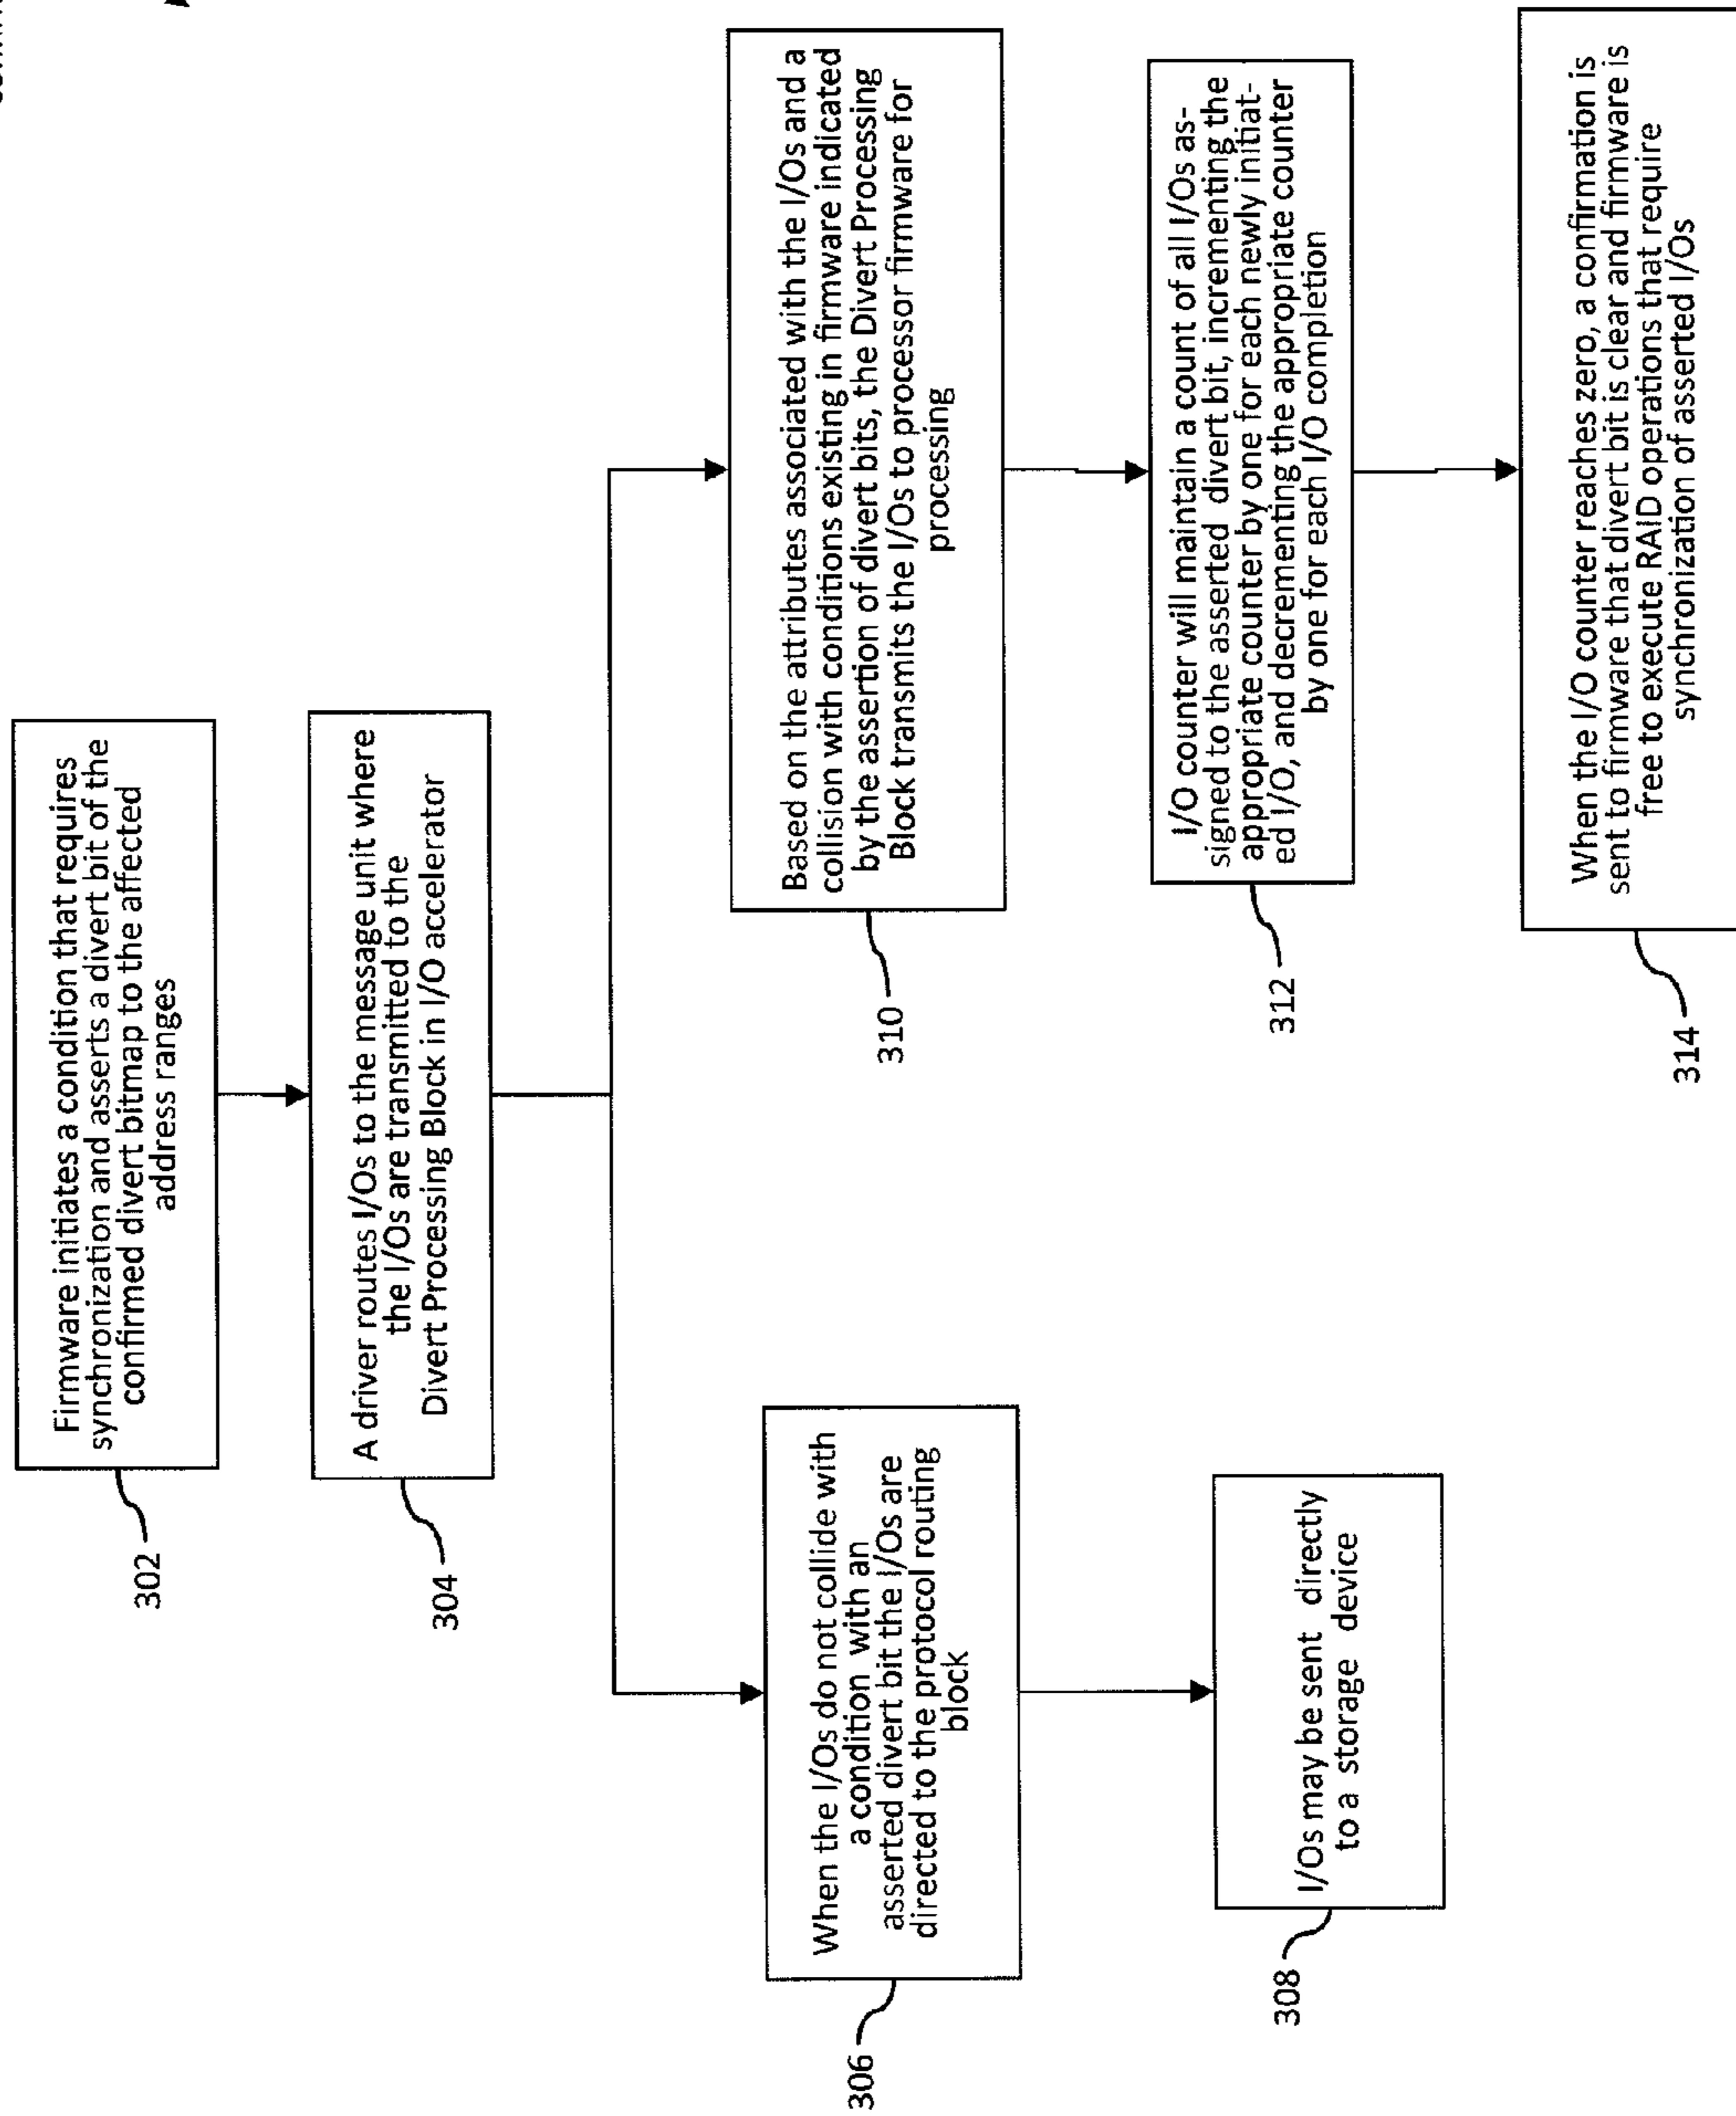 Firmware initiates a condition that requires
synchronization and asserts a divert bit of the
confirmed divert bitmap to the affected
address ranges
302
A driver routes I/Os to the message unit where
the I/Os are transmitted to the
Divert Processing Block in I/O accelerator
304
When the I/Os do not collide with
a condition with an
asserted divert bit the I/Os are
directed to the protocol routing
block
306
I/Os may be sent directly
to a storage device
308
Based on the attributes associated with the I/Os and a
collision with conditions existing in firmware indicated
by the assertion of divert bits, the Divert Processing
Block transmits the I/Os to processor firmware for
processing
310
I/O counter will maintain a count of all I/Os as-
signed to the asserted divert bit, incrementing the
appropriate counter by one for each newly initiat-
ed I/O, and decrementing the appropriate counter
by one for each I/O completion
312
When the I/O counter reaches zero, a confirmation is
sent to firmware that divert bit is clear and firmware is
free to execute RAID operations that require
synchronization of asserted I/Os
314